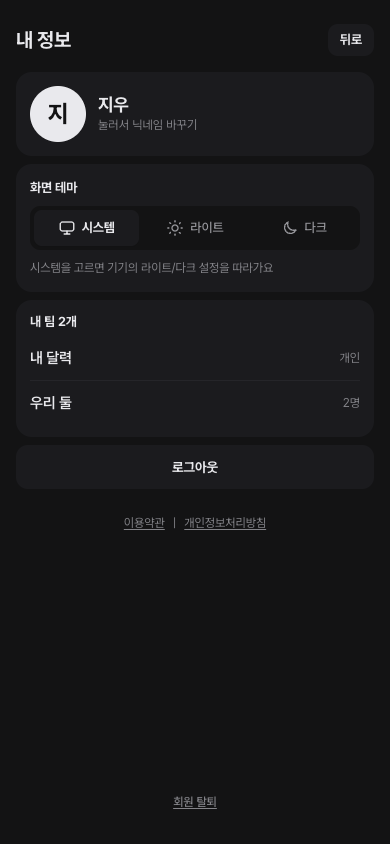 내 정보
뒤로
지
지우
눌러서 닉네임 바꾸기
화면 테마
시스템
라이트
다크
시스템을 고르면 기기의 라이트/다크 설정을 따라가요
내 팀 2개
내 달력
개인
우리 둘
2명
로그아웃
이용약관 | 개인정보처리방침
회원 탈퇴